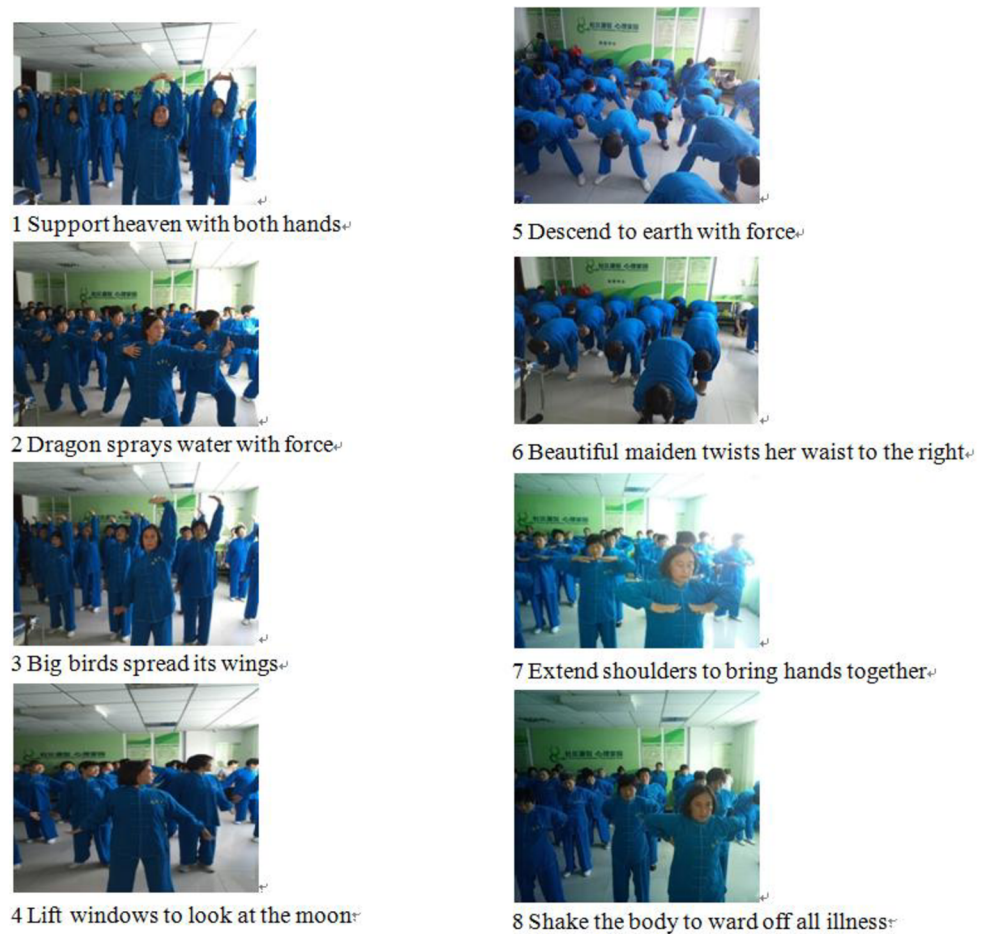 1 Support heaven with both hands
2 Dragon sprays water with force
3 Big birds spread its wings
4 Lift windows to look at the moon
5 Descend to earth with force
6 Beautiful maiden twists her waist to the right
7 Extend shoulders to bring hands together
8 Shake the body to ward off all illness